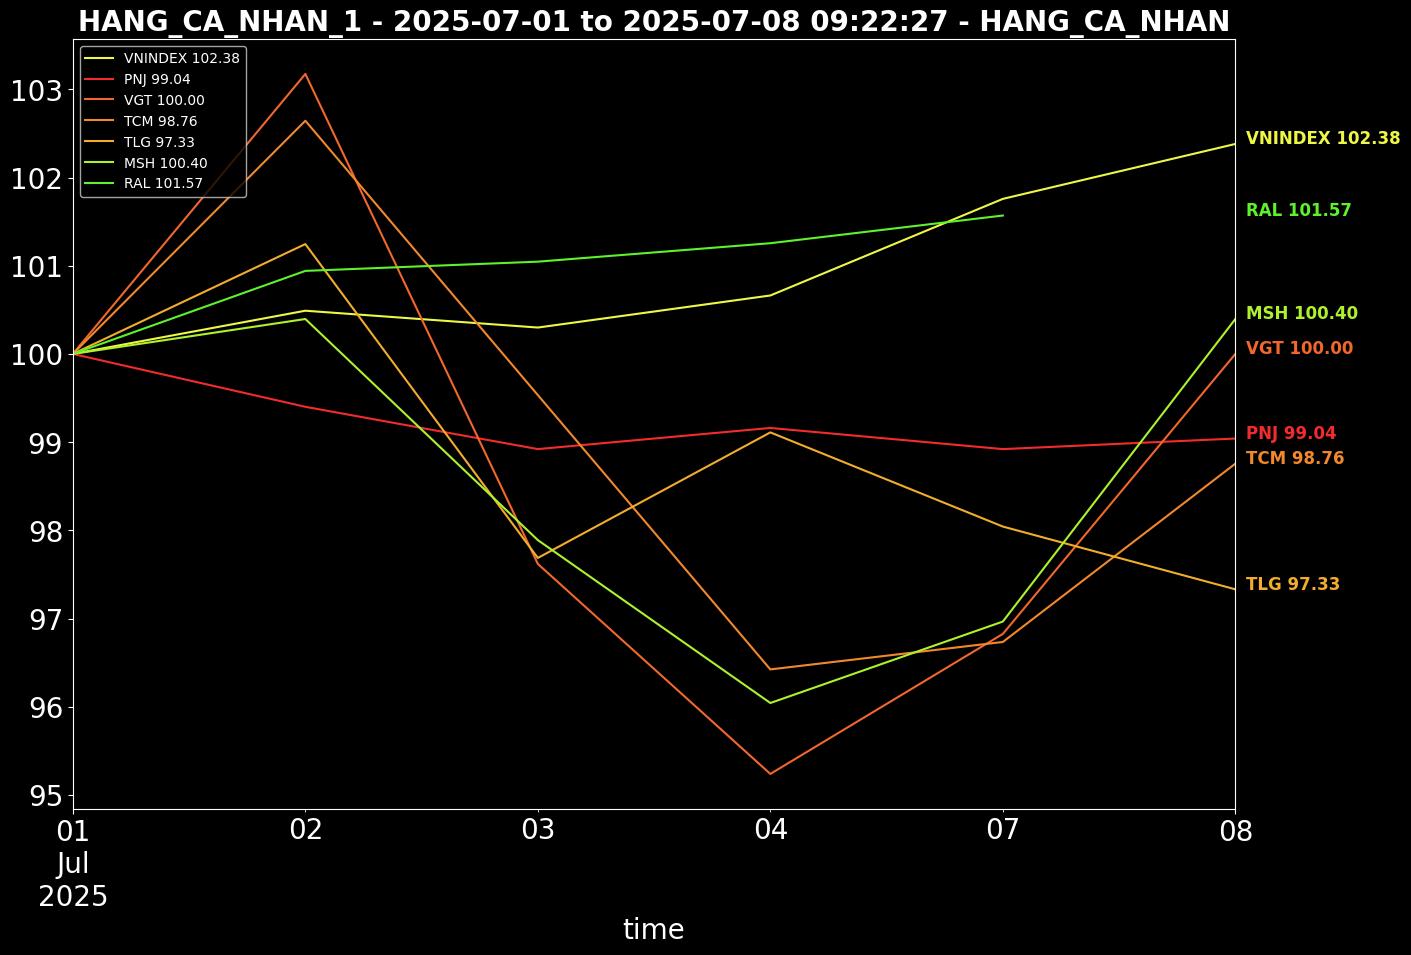 HANG_CA_NHAN_1 - 2025-07-01 to 2025-07-08 09:22:27 - HANG_CA_NHAN
VNINDEX 102.38
PNJ 99.04
VGT 100.00
TCM 98.76
TLG 97.33
MSH 100.40
RAL 101.57
103
102
101
100
99
98
97
96
95
VNINDEX 102.38
RAL 101.57
MSH 100.40
VGT 100.00
PNJ 99.04
TCM 98.76
TLG 97.33
01 02 03 04 07 08
Jul
2025
time